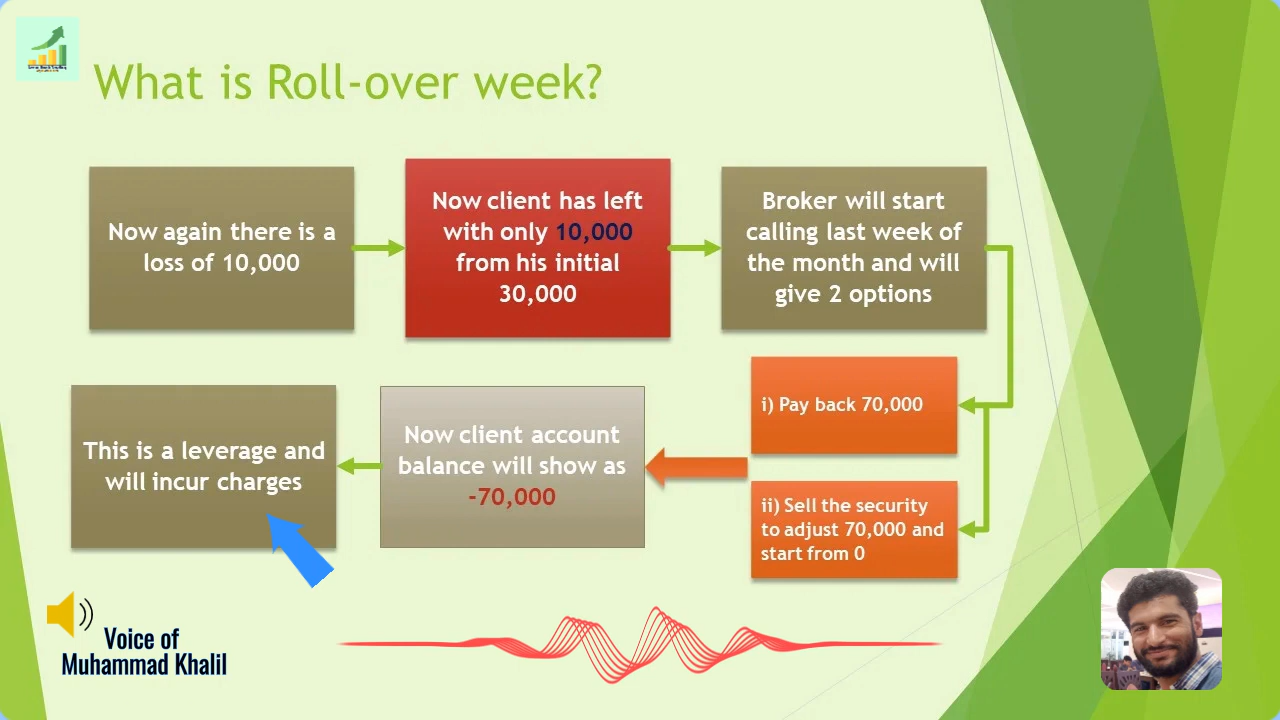 What is Roll-over week?
Now again there is a
loss of 10,000
Now client has left
with only 10,000
from his initial
30,000
Broker will start
calling last week of
the month and will
give 2 options
i) Pay back 70,000
ii) Sell the security
to adjust 70,000 and
start from 0
Now client account
balance will show as
-70,000
This is a leverage and
will incur charges
Voice of
Muhammad Khalil